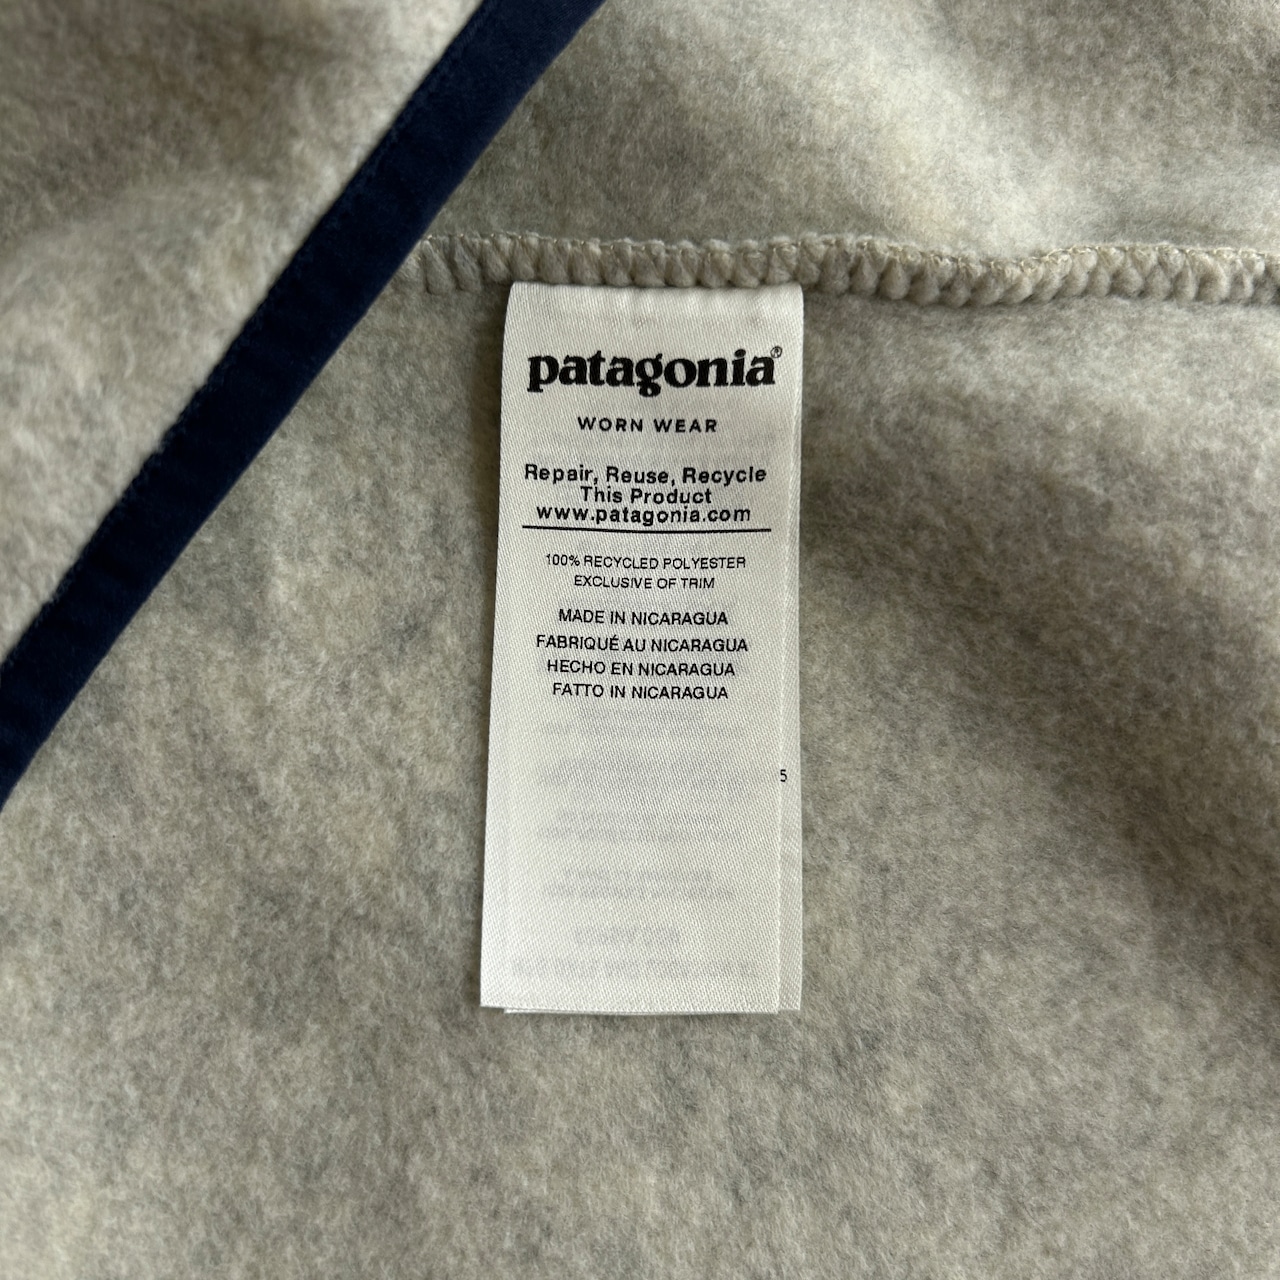 patagonia®
WORN WEAR
Repair, Reuse, Recycle
This Product
www.patagonia.com
100% RECYCLED POLYESTER
EXCLUSIVE OF TRIM
MADE IN NICARAGUA
FABRIQUÉ AU NICARAGUA
HECHO EN NICARAGUA
FATTO IN NICARAGUA
5